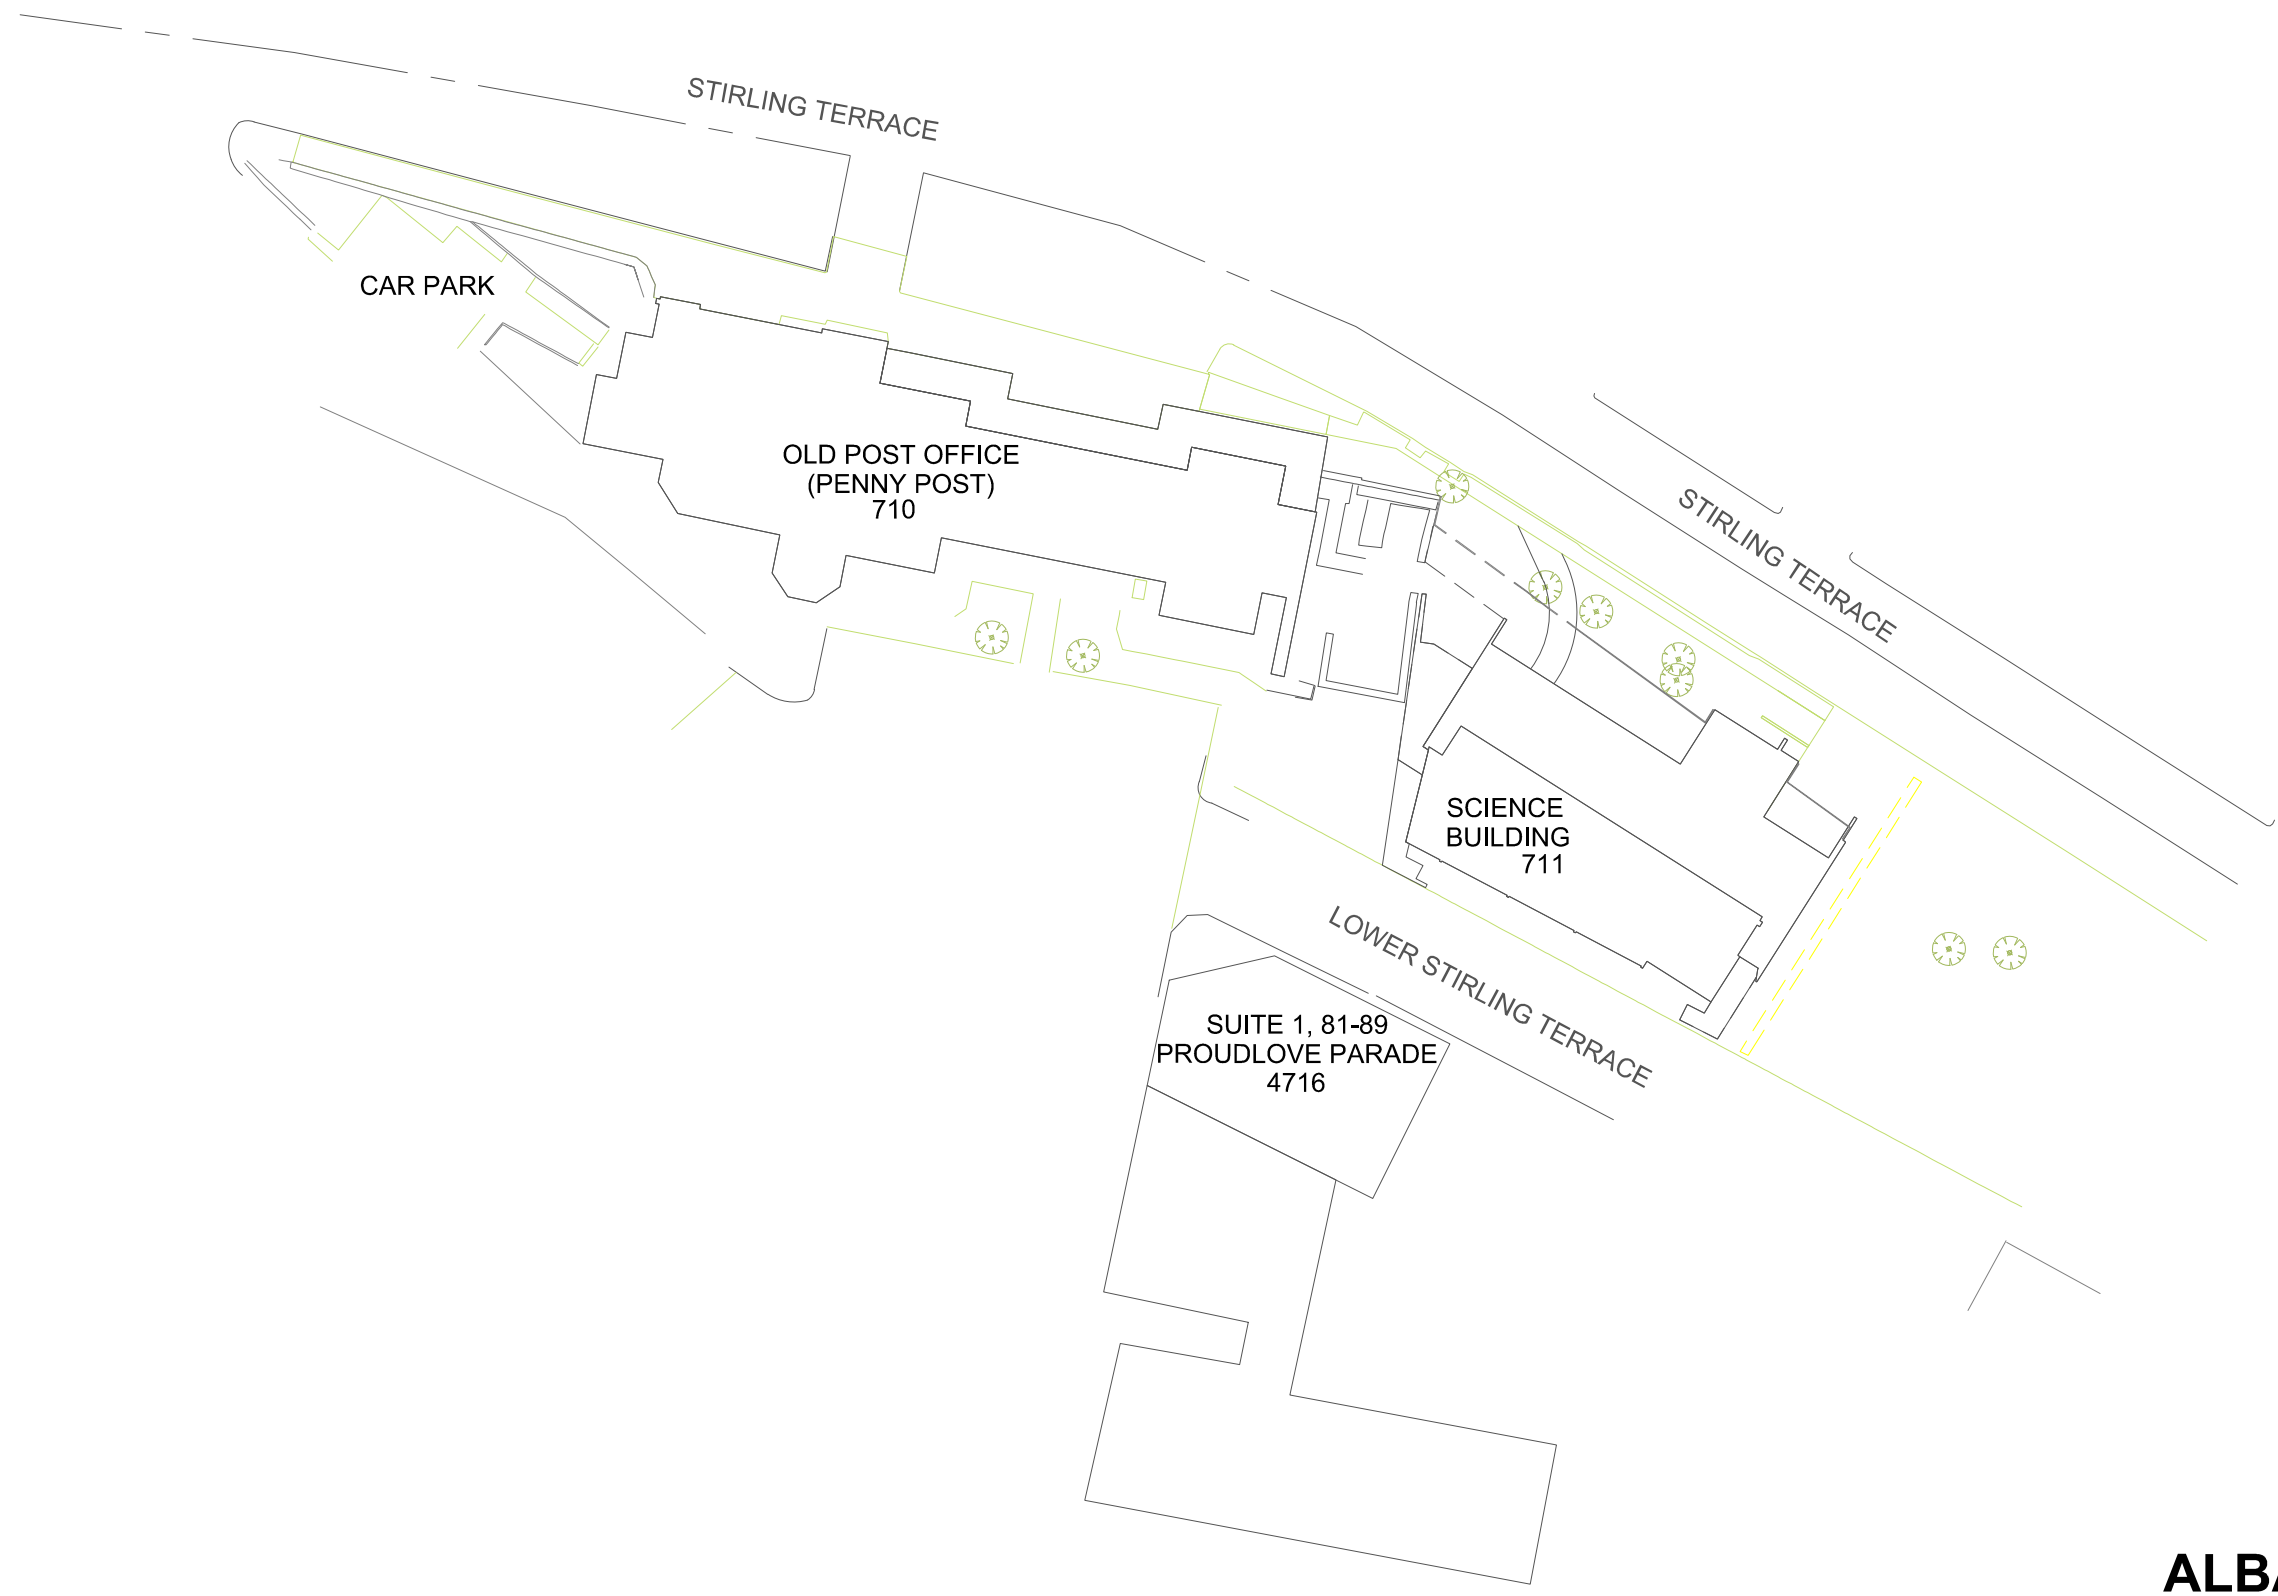 STIRLING TERRACE
CAR PARK
OLD POST OFFICE
(PENNY POST)
710
STIRLING TERRACE
SCIENCE
BUILDING
711
LOWER STIRLING TERRACE
SUITE 1, 81-89
PROUDLOVE PARADE
4716
ALBA